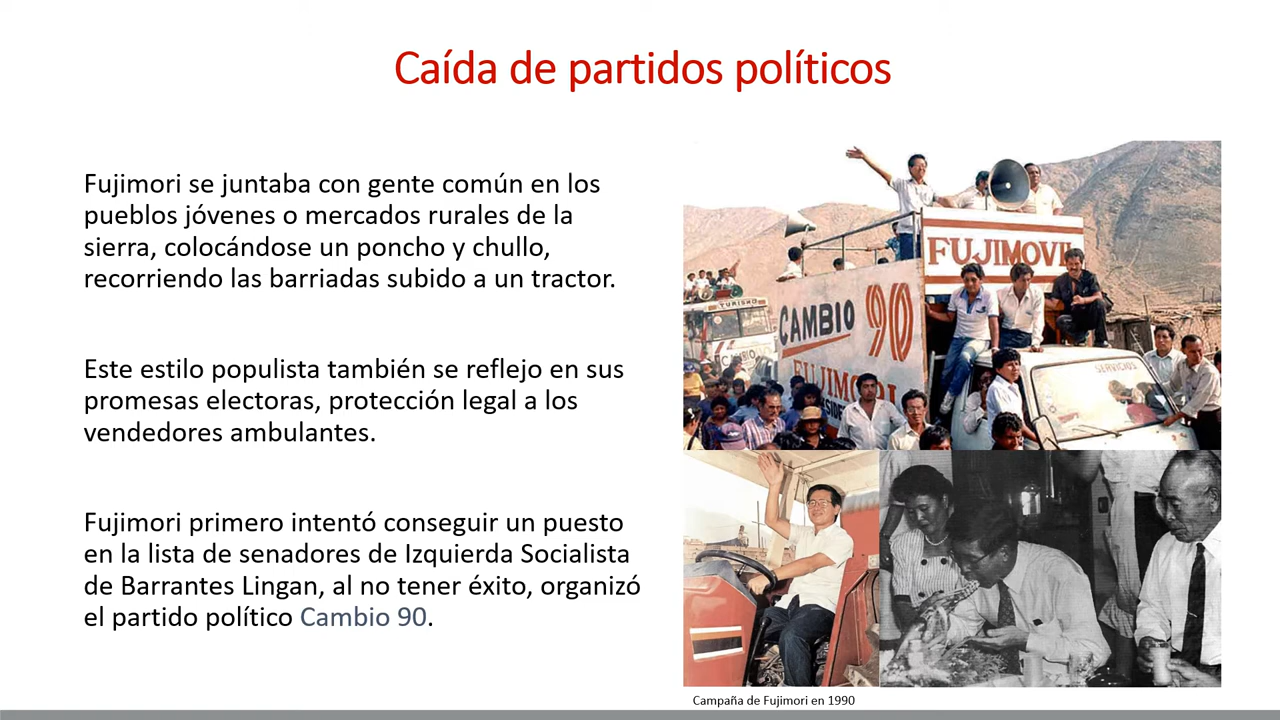 Caída de partidos políticos
Fujimori se juntaba con gente común en los
pueblos jóvenes o mercados rurales de la
sierra, colocándose un poncho y chullo,
recorriendo las barriadas subido a un tractor.
Este estilo populista también se reflejo en sus
promesas electoras, protección legal a los
vendedores ambulantes.
Fujimori primero intentó conseguir un puesto
en la lista de senadores de Izquierda Socialista
de Barrantes Lingan, al no tener éxito, organizó
el partido político Cambio 90.
FUJIMOVIL
TURISMO
CAMBIO 90
CAMBIO
FUJIMORI
SERVICIOS
Campaña de Fujimori en 1990